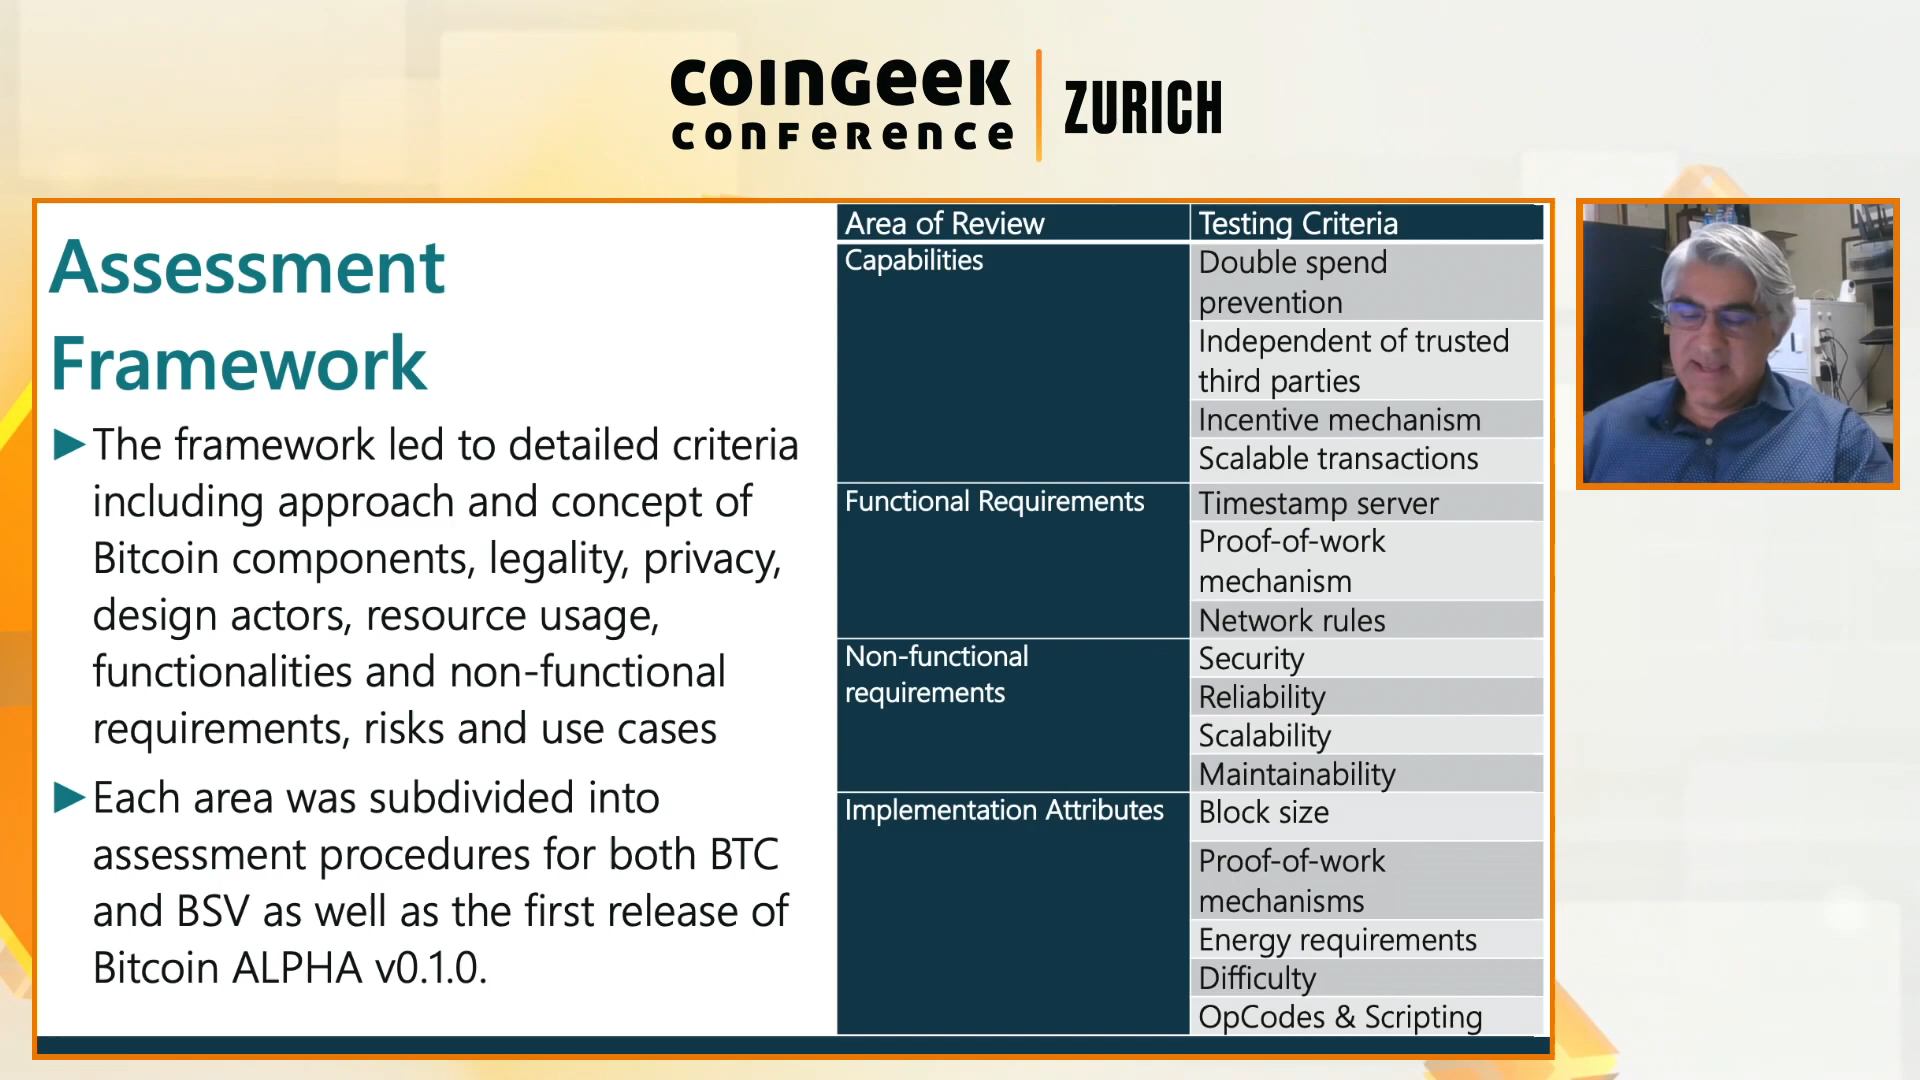 COINGEEK
CONFERENCE
ZURICH
Assessment
Framework
The framework led to detailed criteria
including approach and concept of
Bitcoin components, legality, privacy,
design actors, resource usage,
functionalities and non-functional
requirements, risks and use cases
Each area was subdivided into
assessment procedures for both BTC
and BSV as well as the first release of
Bitcoin ALPHA v0.1.0.
Area of Review
Testing Criteria
Capabilities
Double spend
prevention
Independent of trusted
third parties
Incentive mechanism
Scalable transactions
Functional Requirements
Timestamp server
Proof-of-work
mechanism
Network rules
Non-functional
requirements
Security
Reliability
Scalability
Maintainability
Implementation Attributes
Block size
Proof-of-work
mechanisms
Energy requirements
Difficulty
OpCodes & Scripting